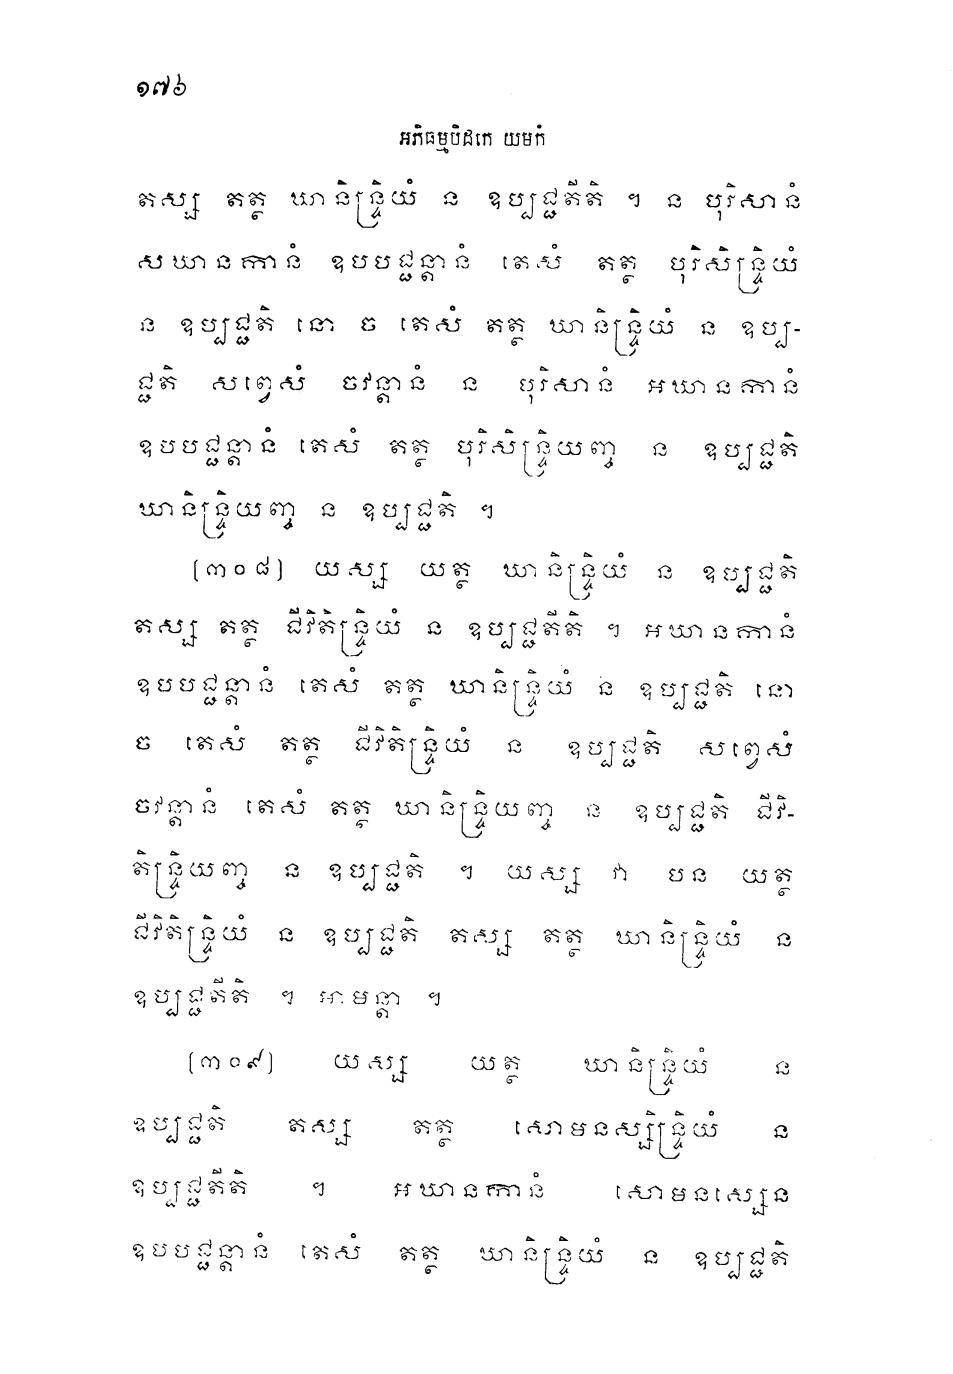 ១៧៦
អភិធម្មបិដកេ យមកំ
តស្ស តត្ថ ឃានិន្ទ្រិយំ ន ឧប្បជ្ជតីតិ ។ ន បុរិសានំ
សឃានកានំ ឧបបជ្ជន្តានំ តេសំ តត្ថ បុរិសិន្ទ្រិយំ
ន ឧប្បជ្ជតិ នោ ច តេសំ តត្ថ ឃានិន្ទ្រិយំ ន ឧប្ប-
ជ្ជតិ សព្វេសំ ចវន្តានំ ន បុរិសានំ អឃានកានំ
ឧបបជ្ជន្តានំ តេសំ តត្ថ បុរិសិន្ទ្រិយញ្ច ន ឧប្បជ្ជតិ
ឃានិន្ទ្រិយញ្ច ន ឧប្បជ្ជតិ ។
[៣០៨] យស្ស យត្ថ ឃានិន្ទ្រិយំ ន ឧប្បជ្ជតិ
តស្ស តត្ថ ជីវិតិន្ទ្រិយំ ន ឧប្បជ្ជតីតិ ។ អឃានកានំ
ឧបបជ្ជន្តានំ តេសំ តត្ថ ឃានិន្ទ្រិយំ ន ឧប្បជ្ជតិ នោ
ច តេសំ តត្ថ ជីវិតិន្ទ្រិយំ ន ឧប្បជ្ជតិ សព្វេសំ
ចវន្តានំ តេសំ តត្ថ ឃានិន្ទ្រិយញ្ច ន ឧប្បជ្ជតិ ជីវិ-
តិន្ទ្រិយញ្ច ន ឧប្បជ្ជតិ ។ យស្ស វា បន យត្ថ
ជីវិតិន្ទ្រិយំ ន ឧប្បជ្ជតិ តស្ស តត្ថ ឃានិន្ទ្រិយំ ន
ឧប្បជ្ជតីតិ ។ អាមន្តា ។
[៣០៩] យស្ស យត្ថ ឃានិន្ទ្រិយំ ន
ឧប្បជ្ជតិ តស្ស តត្ថ សោមនស្សិន្ទ្រិយំ ន
ឧប្បជ្ជតីតិ ។ អឃានកានំ សោមនស្សេន
ឧបបជ្ជន្តានំ តេសំ តត្ថ ឃានិន្ទ្រិយំ ន ឧប្បជ្ជតិ